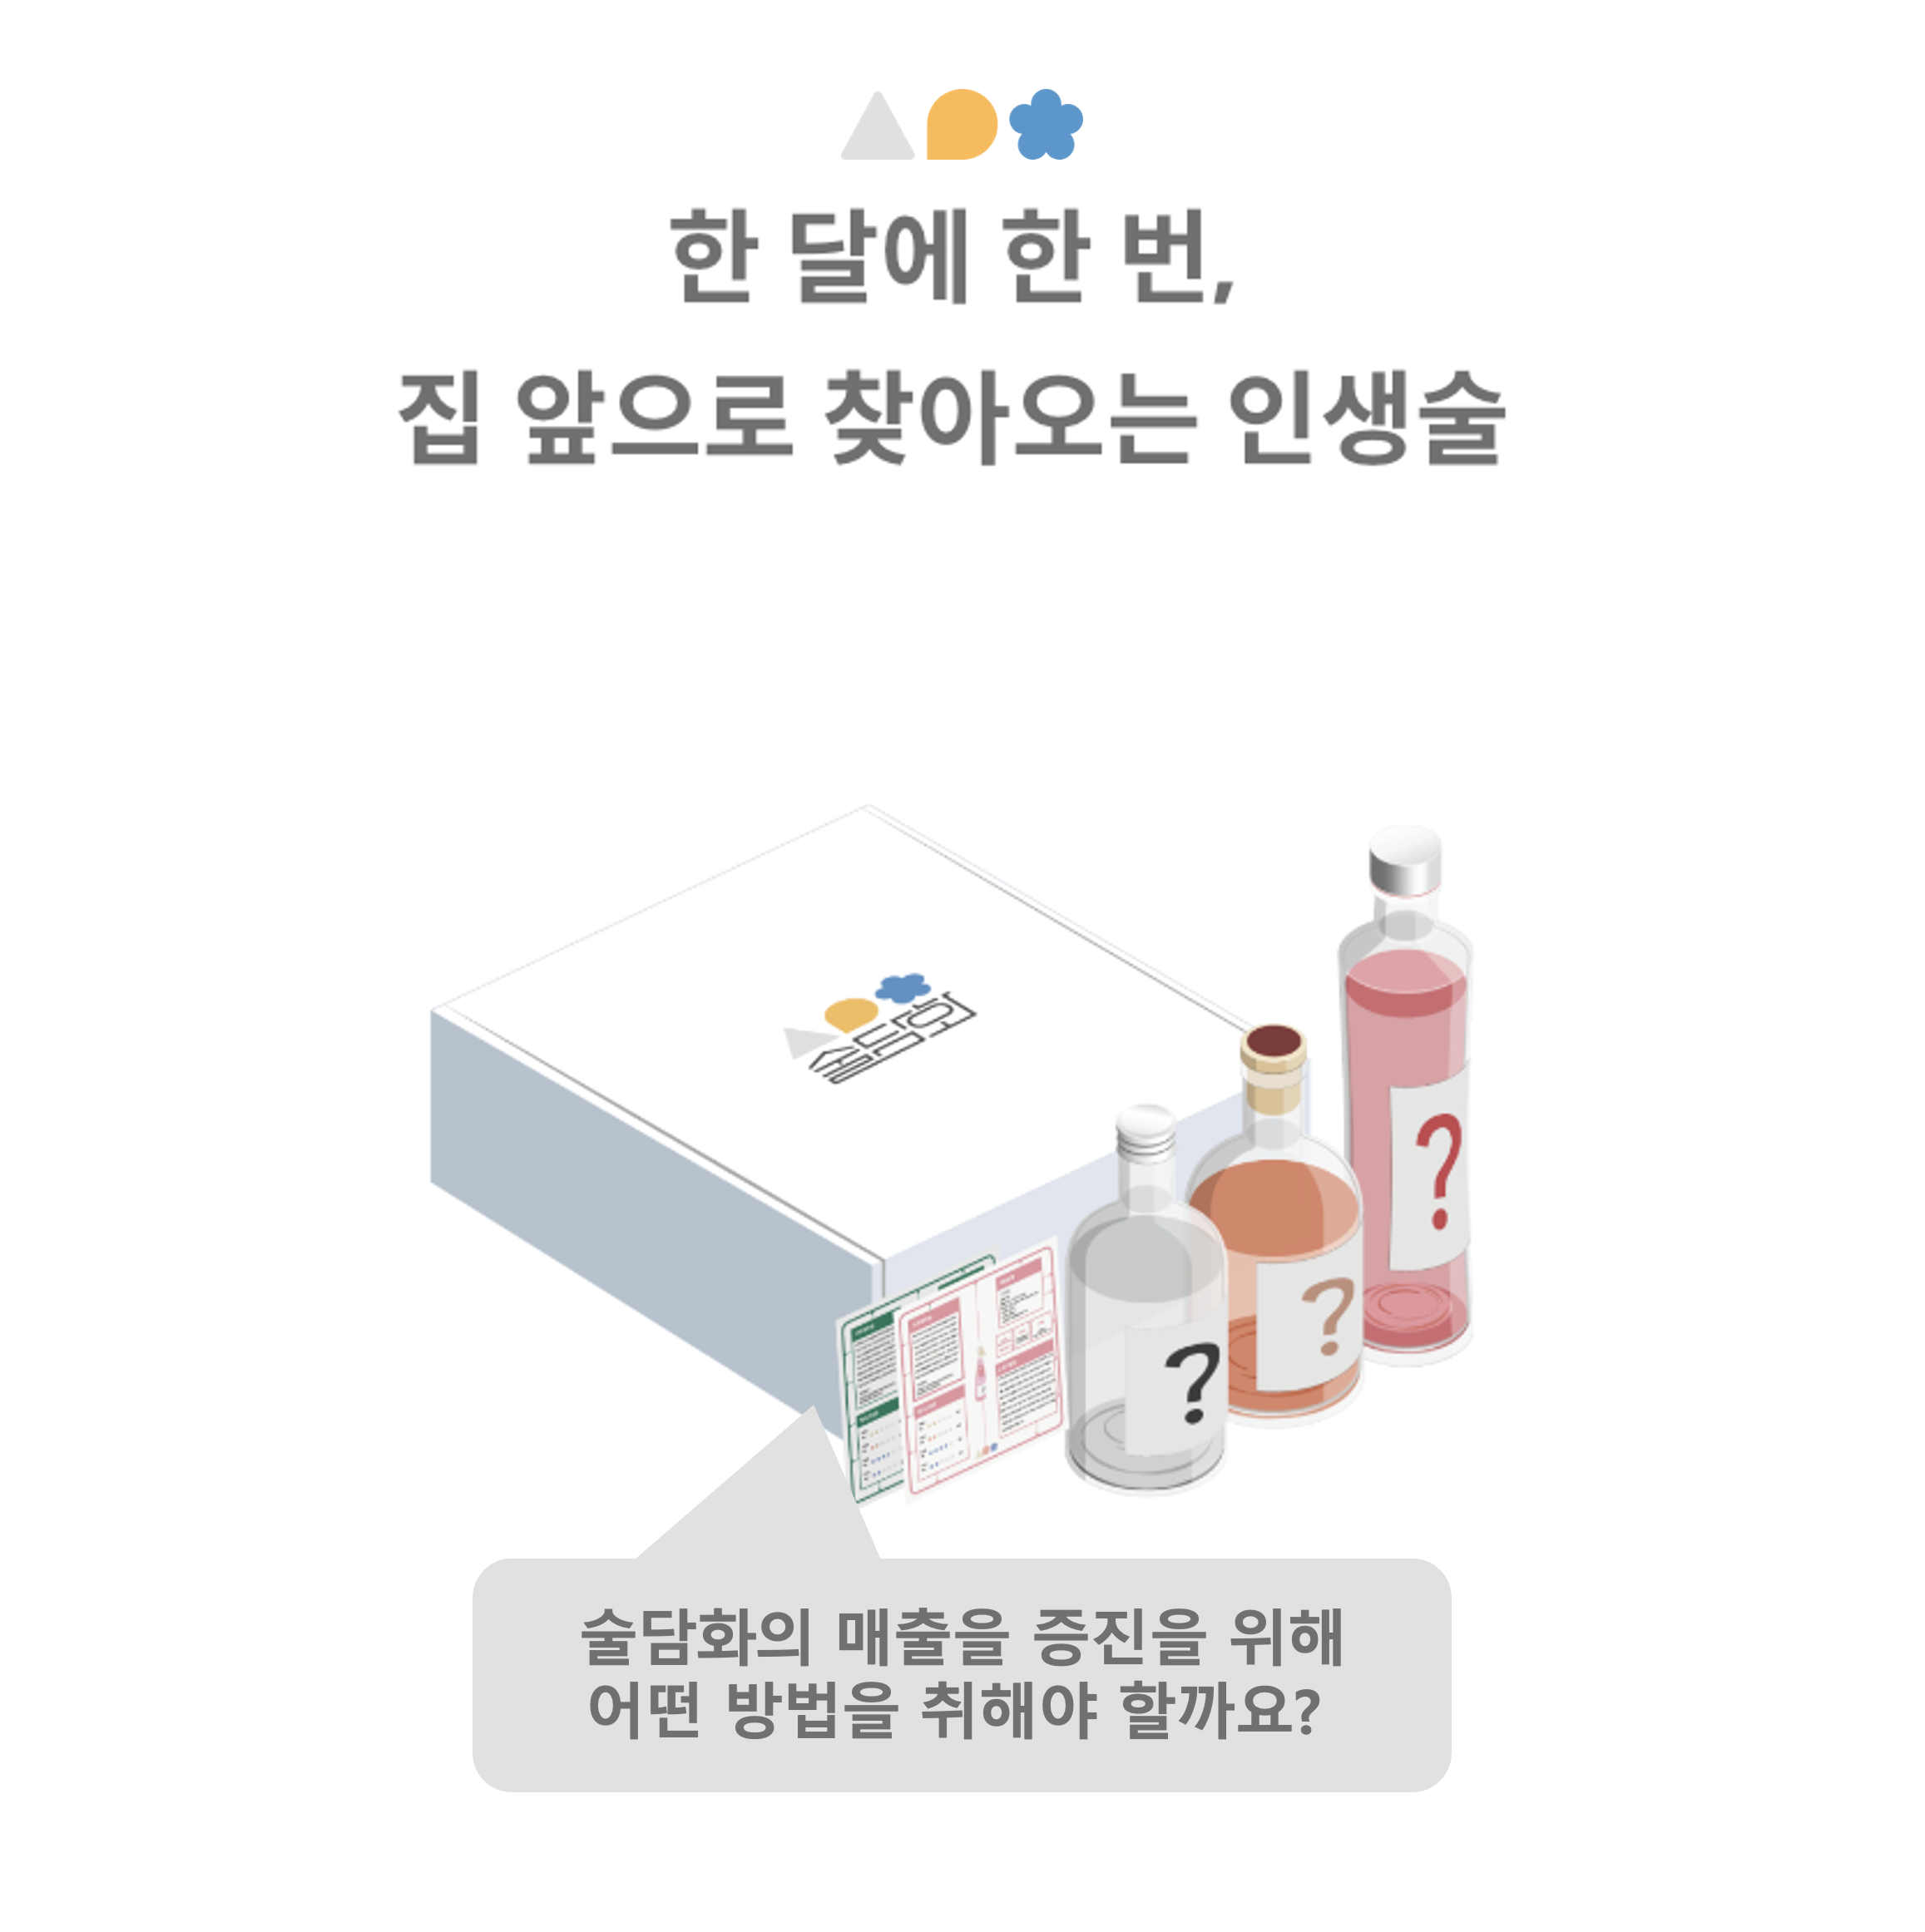 한 달에 한 번,
집 앞으로 찾아오는 인생술
술담화
?
?
?
술담화의 매출을 증진을 위해
어떤 방법을 취해야 할까요?